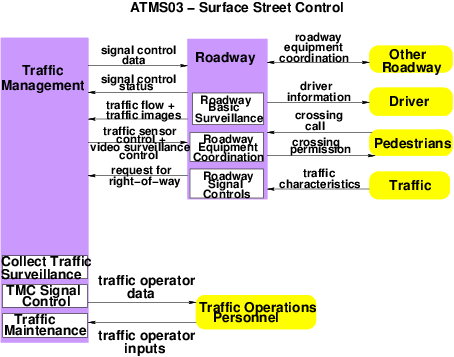 ATMS03 – Surface Street Control
Traffic
Management
signal control
data
signal control
status
traffic flow +
traffic images
traffic sensor
control +
video surveillance
control
request for
right-of-way
Roadway
Roadway
Basic
Surveillance
Roadway
Equipment
Coordination
Roadway
Signal
Controls
roadway
equipment
coordination
driver
information
crossing
call
crossing
permission
traffic
characteristics
Other
Roadway
Driver
Pedestrians
Traffic
Collect Traffic
Surveillance
TMC Signal
Control
Traffic
Maintenance
traffic operator
data
traffic operator
inputs
Traffic Operations
Personnel